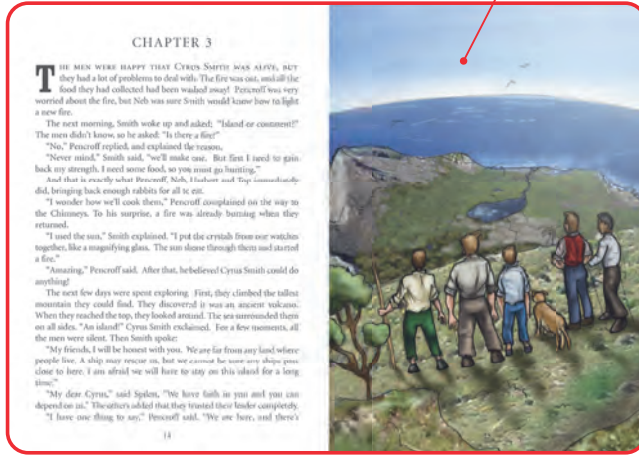 CHAPTER 3
THE MEN WERE HAPPY THAT CYRUS SMITH WAS ALIVE, BUT
they had a lot of problems to deal with. The fire was out, and all the
food they had collected had been washed away! Pencroff was very
worried about the fire, but Neb was sure Smith would know how to light
a new fire.
The next morning, Smith woke up and asked; "Island or continent?"
The men didn't know, so he asked: "Is there a fire?"
"No," Pencroff replied, and explained the reason.
"Never mind," Smith said, "we'll make one. But first I need to gain
back my strength. I need some food, so you must go hunting."
And that is exactly what Pencroff, Neb, Herbert and Top immediately
did, bringing back enough rabbits for all to eat.
"I wonder how we'll cook them," Pencroff complained on the way to
the Chimneys. To his surprise, a fire was already burning when they
returned.
"I used the sun," Smith explained. "I put the crystals from our watches
together, like a magnifying glass. The sun shone through them and started
a fire."
"Amazing," Pencroff said. After that, he believed Cyrus Smith could do
anything!
The next few days were spent exploring. First, they climbed the tallest
mountain they could find. They discovered it was an ancient volcano.
When they reached the top, they looked around. The sea surrounded them
on all sides. "An island!" Cyrus Smith exclaimed. For a few moments, all
the men were silent. Then Smith spoke:
"My friends, I will be honest with you. We are far from any land where
people live. A ship may rescue us, but we cannot be sure any ships pass
close to here. I am afraid we will have to stay on this island for a long
time."
"My dear Cyrus," said Spilett, "We have faith in you and you can
depend on us." The others added that they trusted their leader completely.
"I have one thing to say," Pencroff said. "We are here, and there's
14